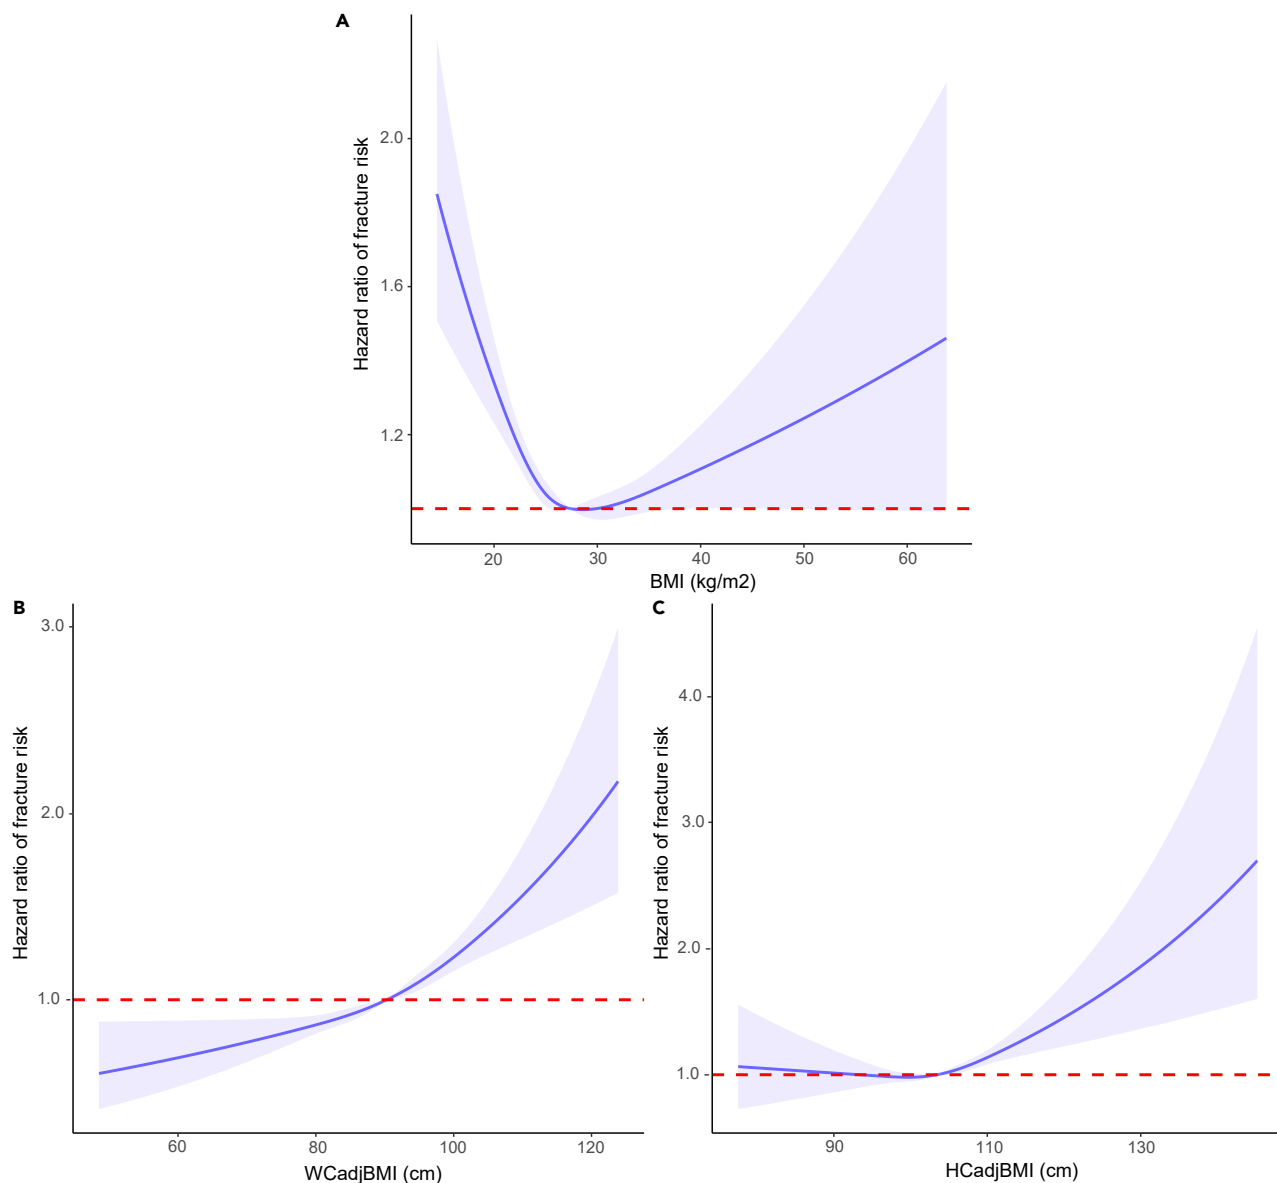 A
Hazard ratio of fracture risk
2.0
1.6
1.2
20 30 40 50 60
BMI (kg/m2)
B
Hazard ratio of fracture risk
3.0
2.0
1.0
60 80 100 120
WCadjBMI (cm)
C
Hazard ratio of fracture risk
4.0
3.0
2.0
1.0
90 110 130
HCadjBMI (cm)